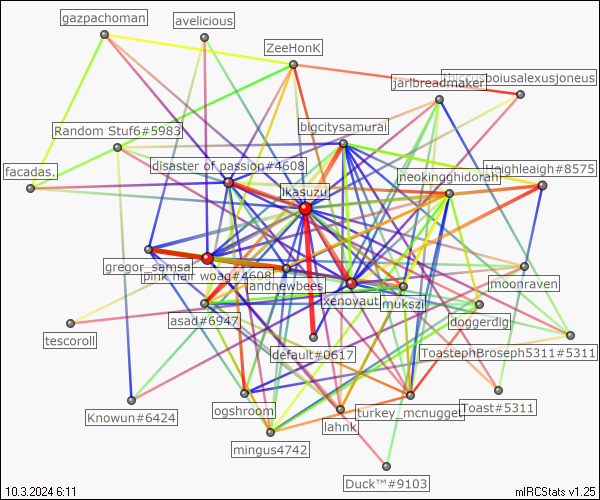 gazpachoman
avelicious
ZeeHonK
jarlbreadmaker
bigcitysamurai
Random Stuf6#5983
disaster of passion#4608
neokingghidorah
Heighleaigh#8575
facadas.
ikasuzu
gregor_samsa
pink hair woag#4608
andnewbees
xenoyaut
mukszi
moonraven
doggerdig
asad#6947
tescoroll
default#0617
ToastephBroseph5311#5311
Knowun#6424
ogshroom
lahnk
turkey_mcnugget
Toast#5311
mingus4742
Duck™#9103
10.3.2024 6:11
mIRCStats v1.25